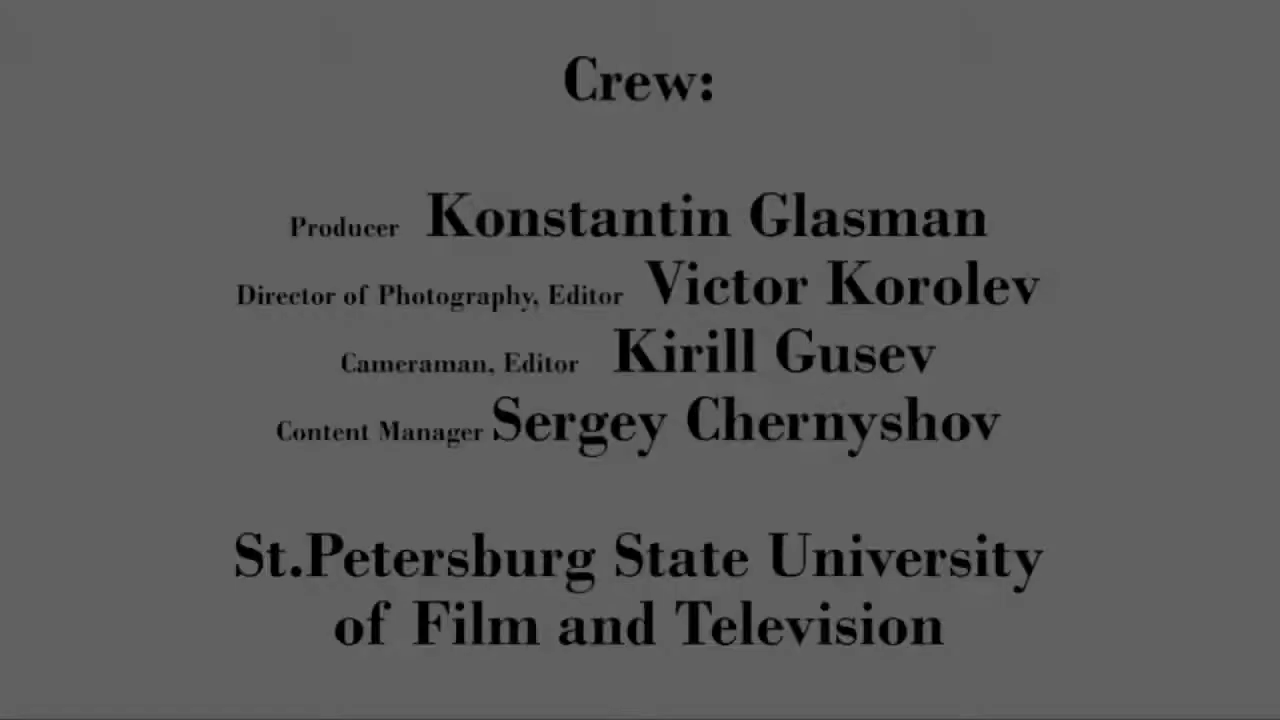 Crew:
Producer Konstantin Glasman
Director of Photography, Editor Victor Korolev
Cameraman, Editor Kirill Gusev
Content Manager Sergey Chernyshov
St.Petersburg State University
of Film and Television